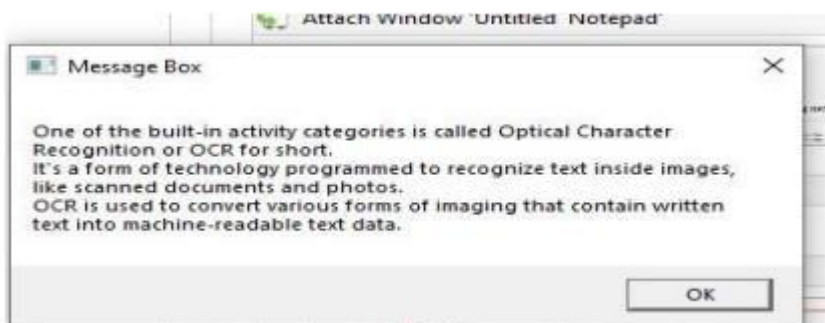 Attach Window 'Untitled Notepad'
Message Box
One of the built-in activity categories is called Optical Character
Recognition or OCR for short.
It's a form of technology programmed to recognize text inside images,
like scanned documents and photos.
OCR is used to convert various forms of imaging that contain written
text into machine-readable text data.
OK